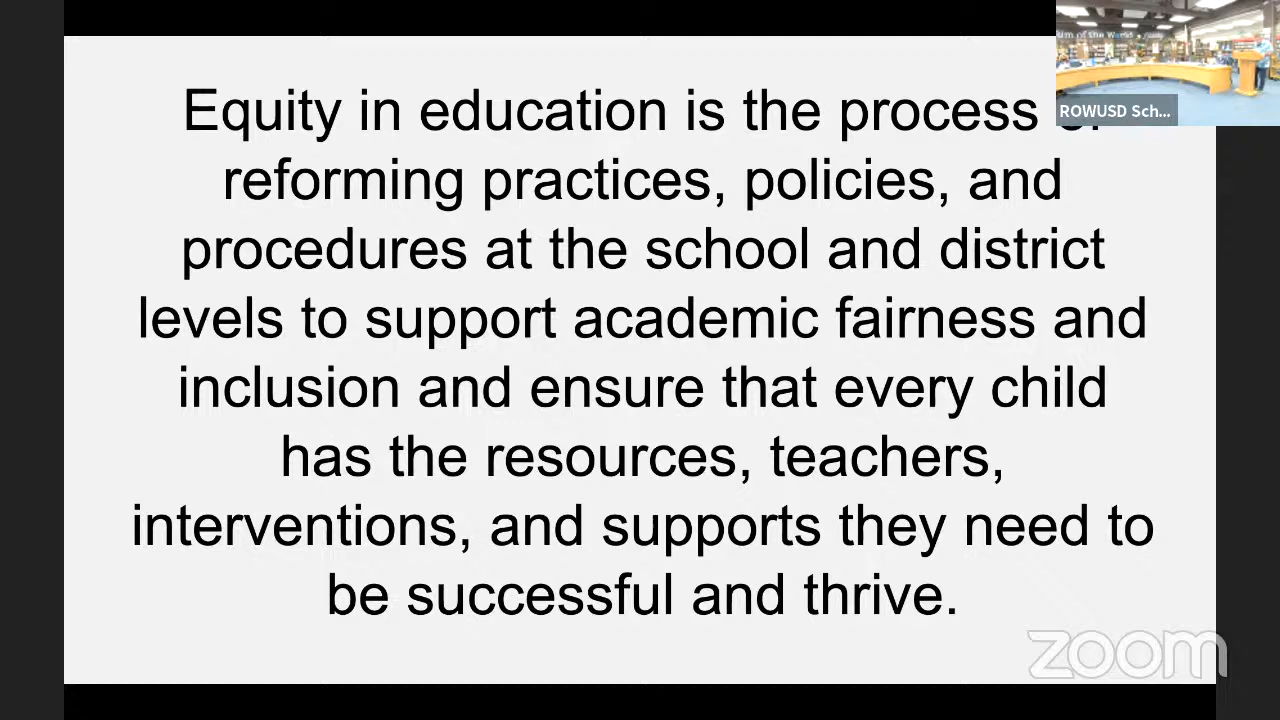 Equity in education is the process
reforming practices, policies, and
procedures at the school and district
levels to support academic fairness and
inclusion and ensure that every child
has the resources, teachers,
interventions, and supports they need to
be successful and thrive.
ROWUSD Sch...
zoom